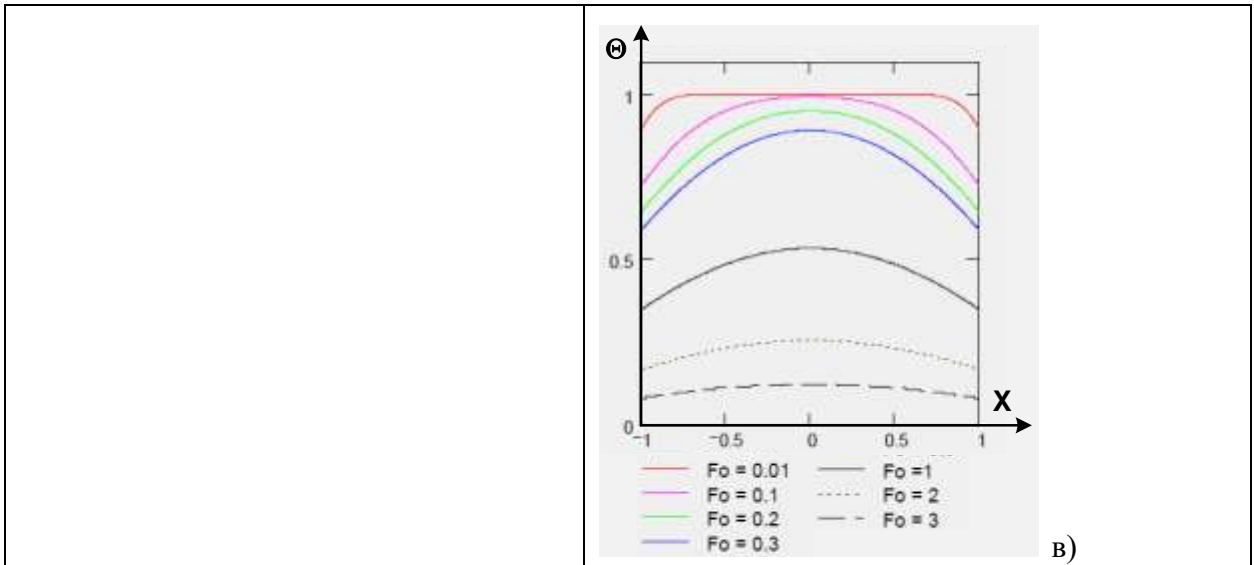 Θ
1
0.5
0
X
−1 −0.5 0 0.5 1
Fo = 0.01 Fo =1
Fo = 0.1 Fo = 2
Fo = 0.2 Fo = 3
Fo = 0.3
в)